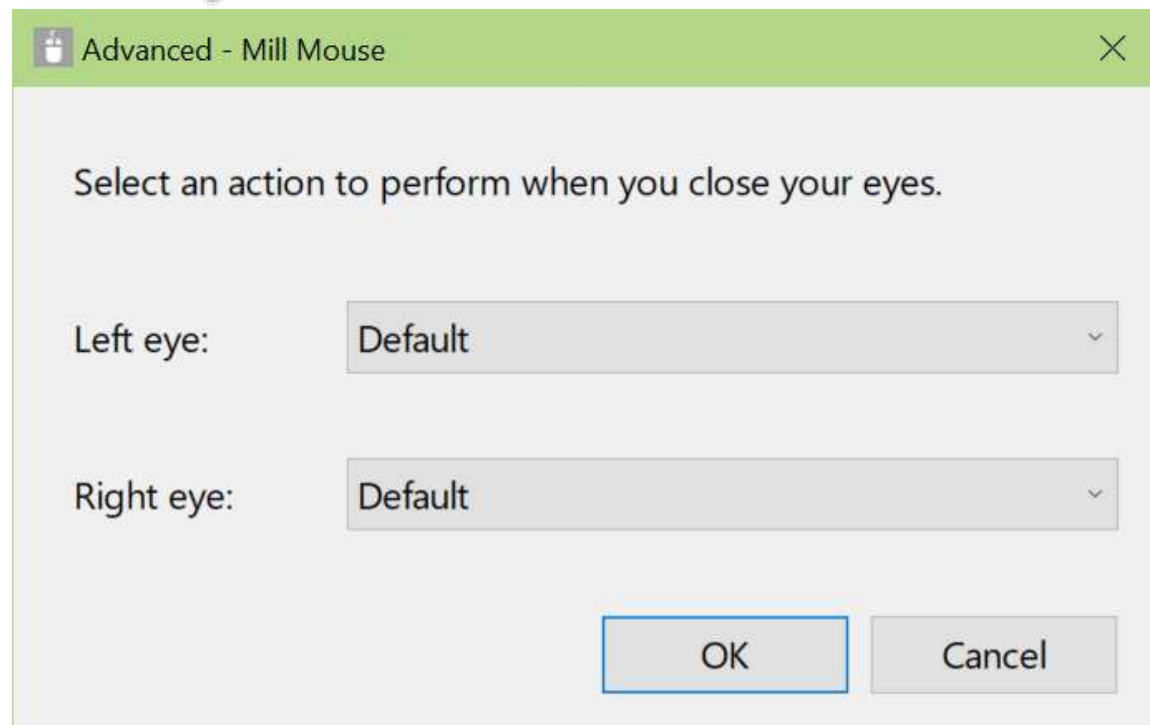 Advanced - Mill Mouse
Select an action to perform when you close your eyes.
Left eye: Default
Right eye: Default
OK Cancel